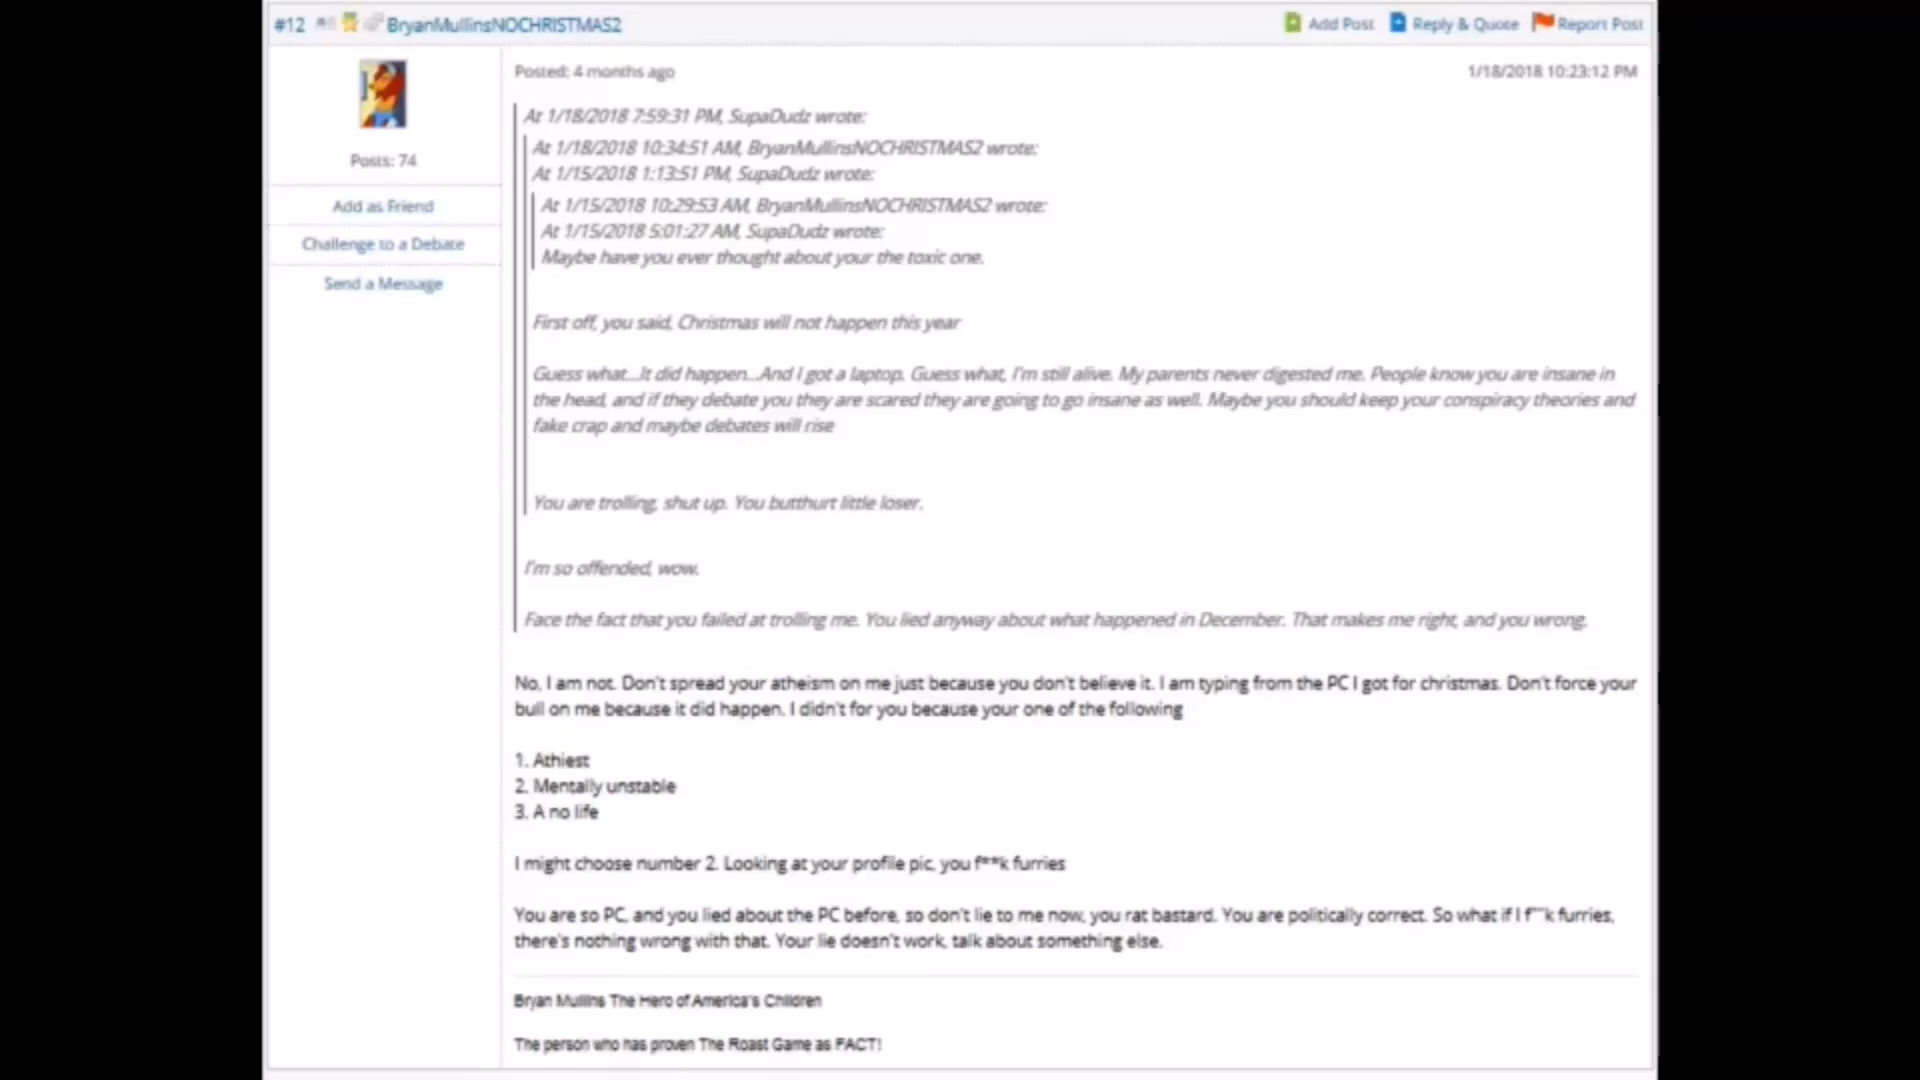 #12 BryanMullinsNOCHRISTMAS2
Add Post Reply & Quote Report Post
Posted: 4 months ago
1/18/2018 10:23:12 PM
Posts: 74
Add as Friend
Challenge to a Debate
Send a Message
At 1/18/2018 7:59:31 PM, SupaDudz wrote:
At 1/18/2018 10:34:51 AM, BryanMullinsNOCHRISTMAS2 wrote:
At 1/15/2018 1:13:51 PM, SupaDudz wrote:
At 1/15/2018 10:29:53 AM, BryanMullinsNOCHRISTMAS2 wrote:
At 1/15/2018 5:01:27 AM, SupaDudz wrote:
Maybe have you ever thought about your the toxic one.
First off, you said, Christmas will not happen this year
Guess what...It did happen...And I got a laptop. Guess what, I'm still alive. My parents never digested me. People know you are insane in
the head, and if they debate you they are scared they are going to go insane as well. Maybe you should keep your conspiracy theories and
fake crap and maybe debates will rise
You are trolling, shut up. You butthurt little loser.
I'm so offended, wow.
Face the fact that you failed at trolling me. You lied anyway about what happened in December. That makes me right, and you wrong.
No, I am not. Don't spread your atheism on me just because you don't believe it. I am typing from the PC I got for christmas. Don't force your
bull on me because it did happen. I didn't for you because your one of the following
1. Athiest
2. Mentally unstable
3. A no life
I might choose number 2. Looking at your profile pic, you f**k furries
You are so PC, and you lied about the PC before, so don't lie to me now, you rat bastard. You are politically correct. So what if I f**k furries,
there's nothing wrong with that. Your lie doesn't work, talk about something else.
Bryan Mullins The Hero of America's Children
The person who has proven The Roast Game as FACT!